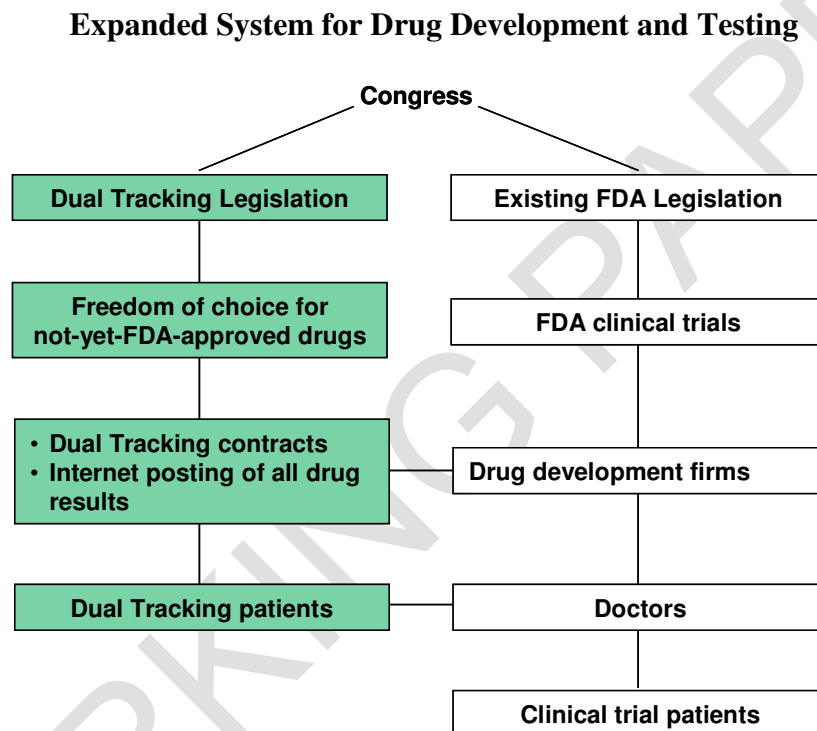 Expanded System for Drug Development and Testing
Congress
Dual Tracking Legislation
Existing FDA Legislation
Freedom of choice for
not-yet-FDA-approved drugs
FDA clinical trials
• Dual Tracking contracts
• Internet posting of all drug
results
Drug development firms
Dual Tracking patients
Doctors
Clinical trial patients
RKING PAP